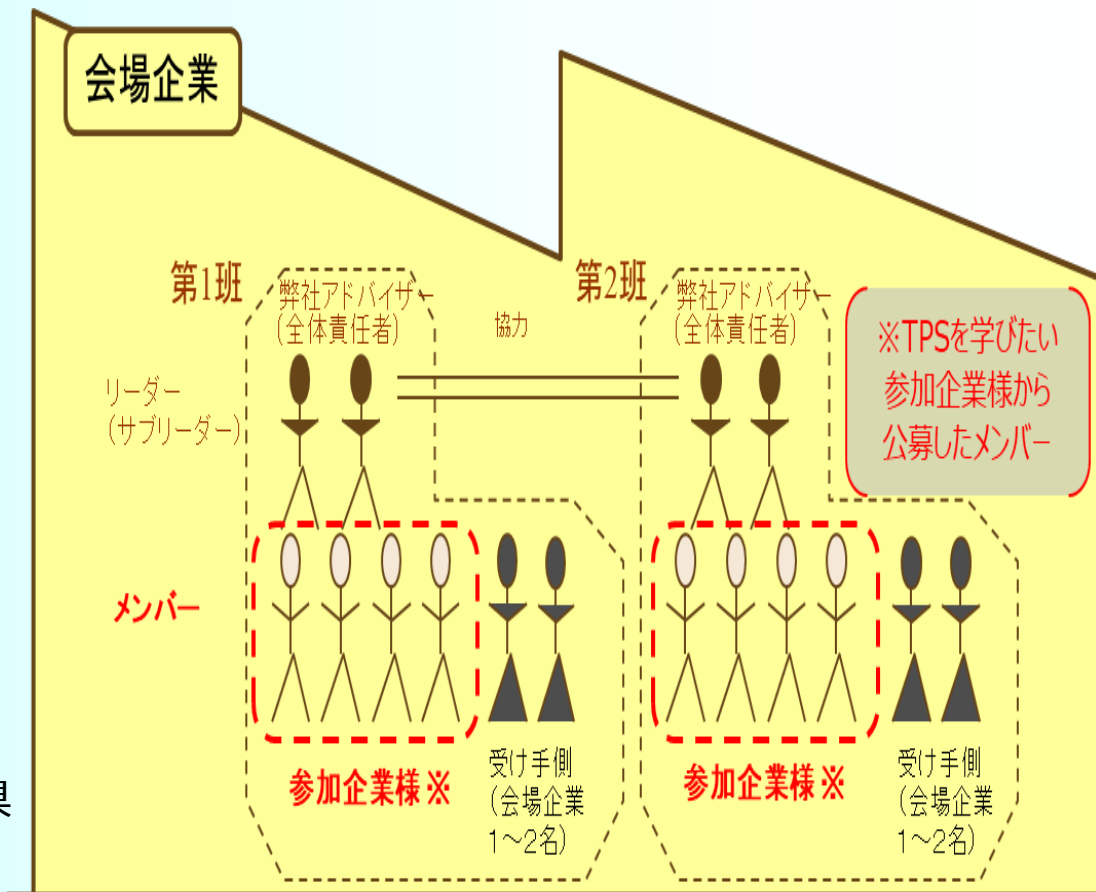 会場企業
第1班
弊社アドバイザー
(全体責任者)
協力
第2班
弊社アドバイザー
(全体責任者)
※TPSを学びたい
参加企業様から
公募したメンバー
リーダー
(サブリーダー)
メンバー
参加企業様※
受け手側
(会場企業
1～2名)
参加企業様※
受け手側
(会場企業
1～2名)
果